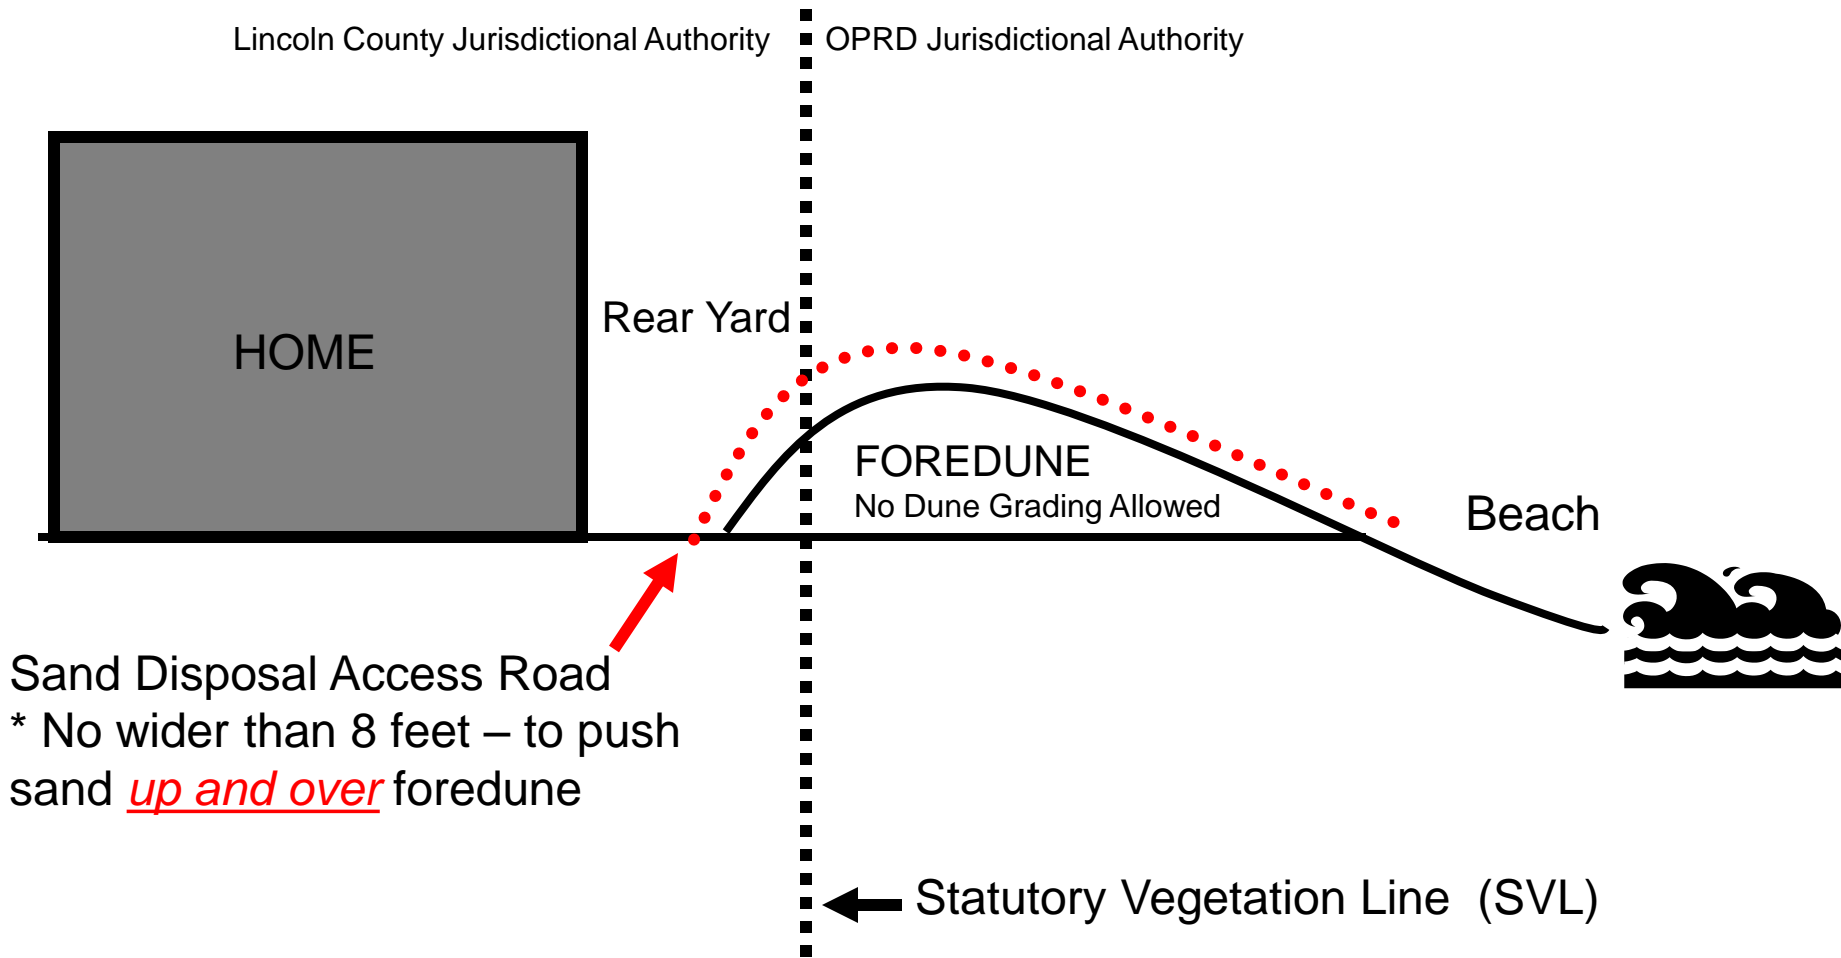 Lincoln County Jurisdictional Authority
OPRD Jurisdictional Authority
Rear Yard
HOME
FOREDUNE
No Dune Grading Allowed
Beach
Sand Disposal Access Road
* No wider than 8 feet – to push
sand up and over foredune
Statutory Vegetation Line (SVL)